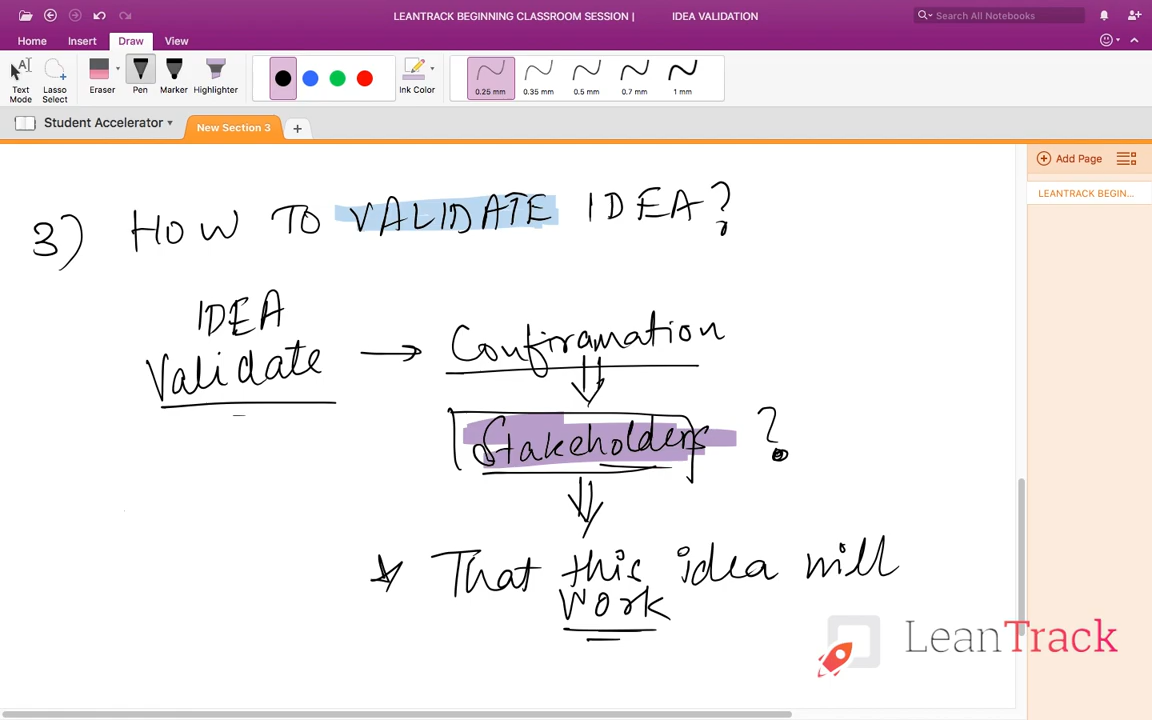 LEANTRACK BEGINNING CLASSROOM SESSION | IDEA VALIDATION
Search All Notebooks
Home Insert Draw View
Text Mode
Lasso Select
Eraser
Pen
Marker
Highlighter
Ink Color
0.25 mm 0.35 mm 0.5 mm 0.7 mm 1 mm
Student Accelerator
New Section 3
Add Page
LEANTRACK BEGIN...
3) HOW TO VALIDATE IDEA?
IDEA
Validate → Confiramation
Stakeholders ?
That this idea will
Work
LeanTrack